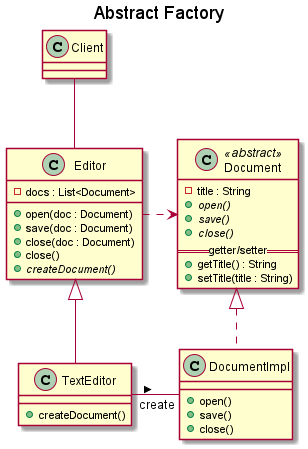 Abstract Factory
C Client
C Editor
docs : List<Document>
open(doc : Document)
save(doc : Document)
close(doc : Document)
close()
createDocument()
C «abstract»
Document
title : String
open()
save()
close()
getter/setter
getTitle() : String
setTitle(title : String)
C TextEditor
createDocument()
create
C DocumentImpl
open()
save()
close()